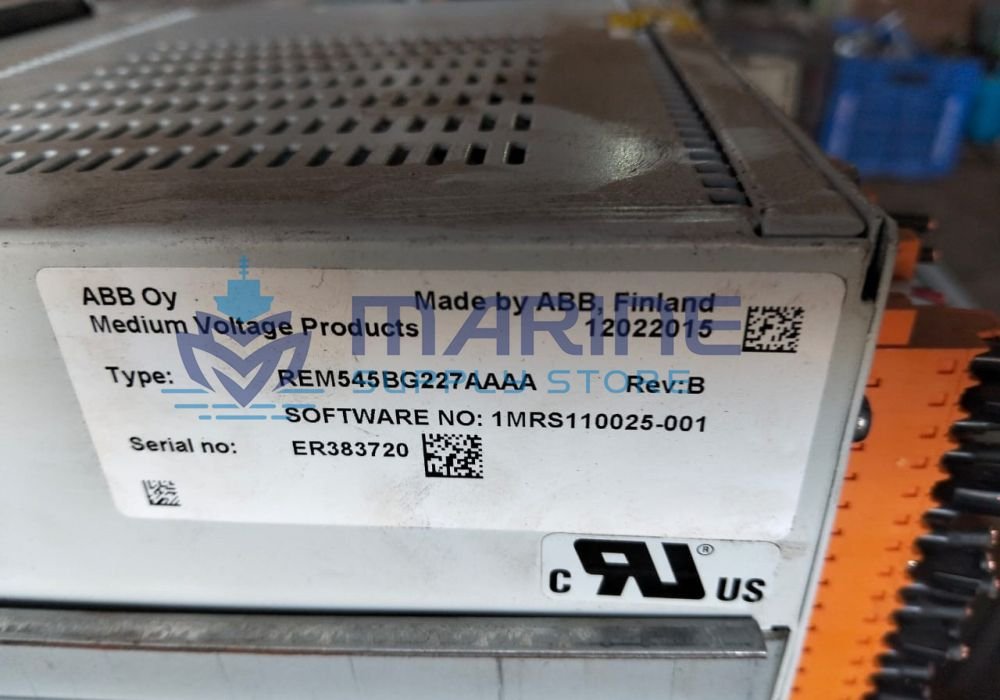 ABB Oy
Made by ABB, Finland
Medium Voltage Products
12022015
Type:
REM545BG227AAAA
Rev:B
SOFTWARE NO: 1MRS110025-001
Serial no:
ER383720
MARINE
SUPPLY STORE
C RU ® US